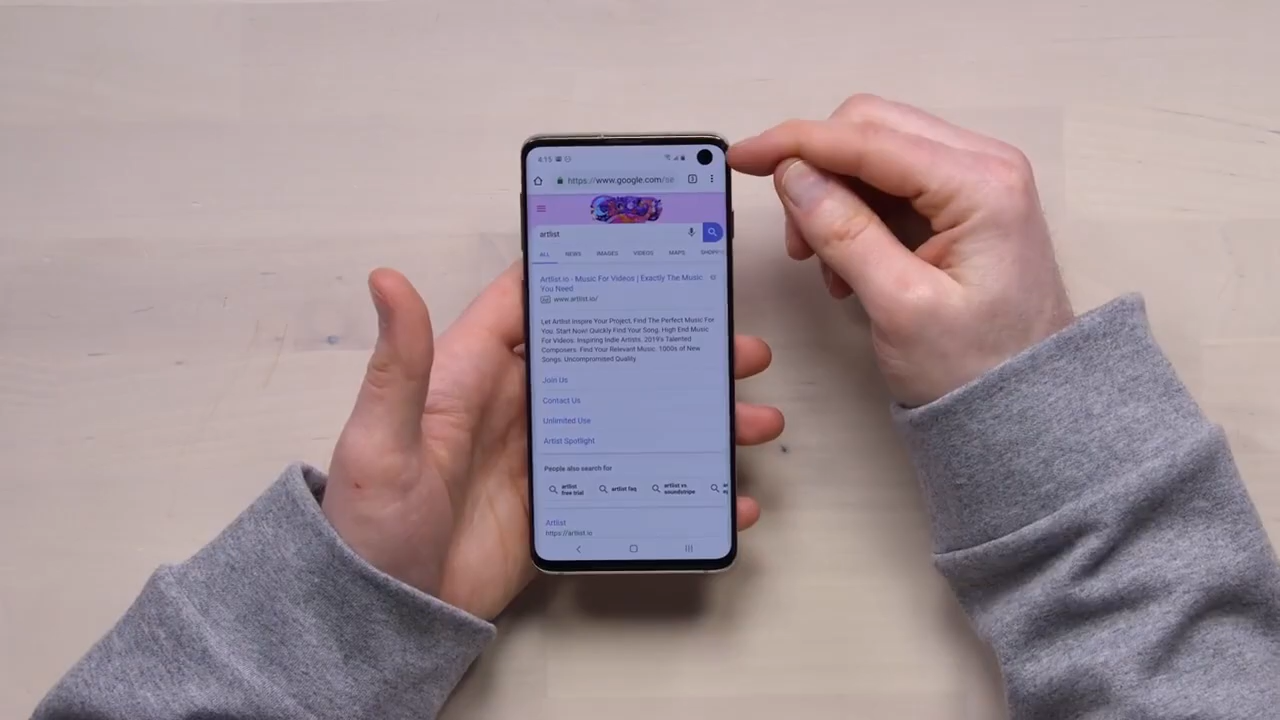 4:15
https://www.google.com/se
artlist
ALL NEWS IMAGES VIDEOS MAPS
Artlist.io - Music For Videos | Exactly The Music
You Need
Ad www.artlist.io/
Let Artlist Inspire Your Project, Find The Perfect Music For
You. Start Now! Quickly Find Your Song. High End Music
For Videos. Inspiring Indie Artists. 2019's Talented
Composers. Find Your Relevant Music. 1000s of New
Songs. Uncompromised Quality.
Join Us
Contact Us
Unlimited Use
Artist Spotlight
People also search for
artlist free trial
artlist faq
artlist vs. soundstripe
Artlist
https://artlist.io